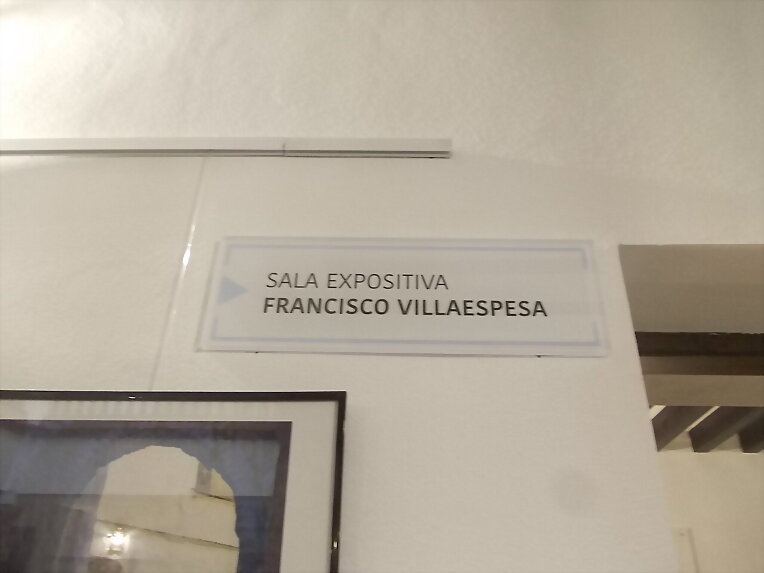 SALA EXPOSITIVA
FRANCISCO VILLAESPESA